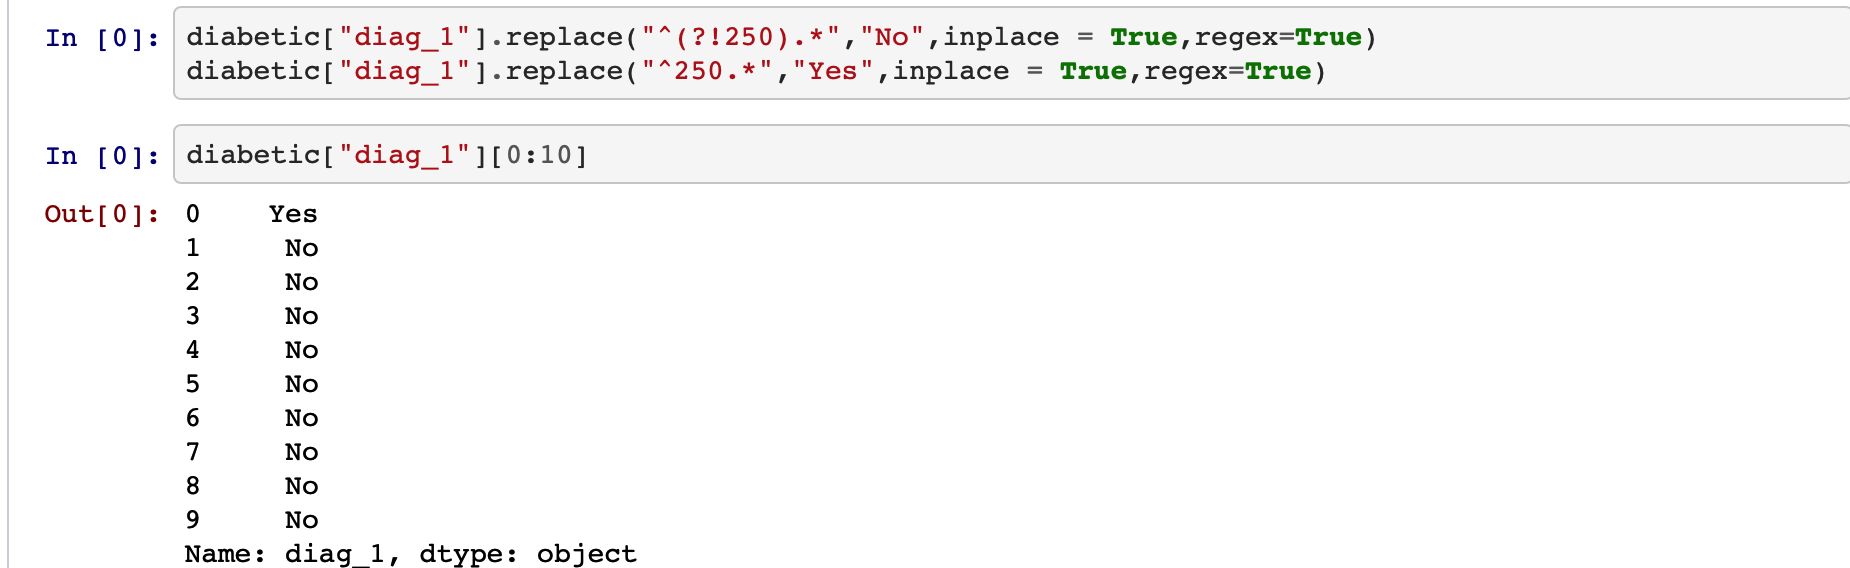 In [0]: diabetic["diag_1"].replace("^(?!250).*","No",inplace = True,regex=True)
diabetic["diag_1"].replace("^250.*","Yes",inplace = True,regex=True)
In [0]: diabetic["diag_1"][0:10]
Out[0]: 0    Yes
1     No
2     No
3     No
4     No
5     No
6     No
7     No
8     No
9     No
Name: diag_1, dtype: object